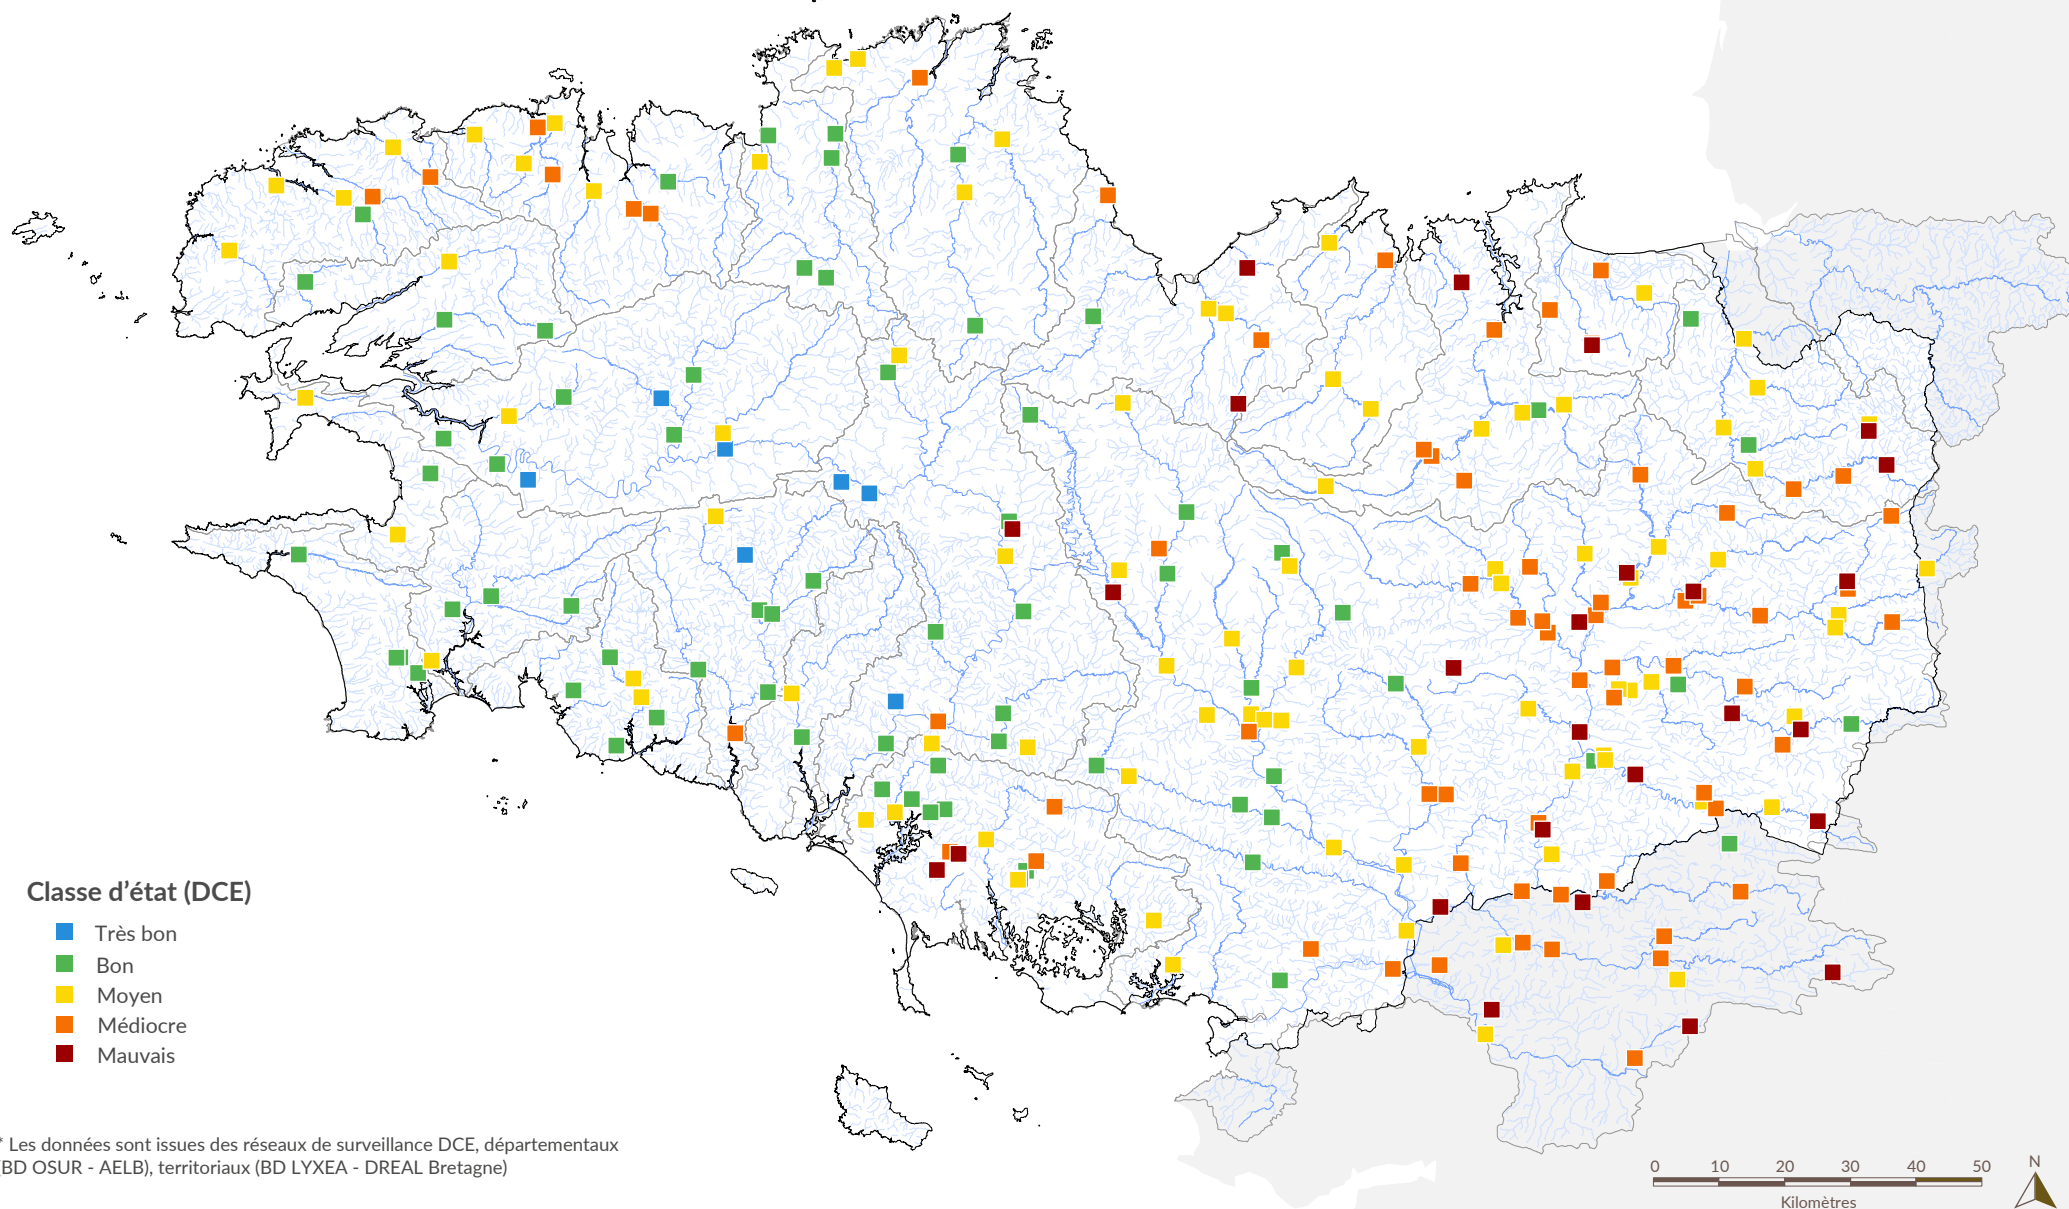 Classe d’état (DCE)
Très bon
Bon
Moyen
Médiocre
Mauvais
* Les données sont issues des réseaux de surveillance DCE, départementaux
(BD OSUR - AELB), territoriaux (BD LYXEA - DREAL Bretagne)
0 10 20 30 40 50
Kilomètres
N